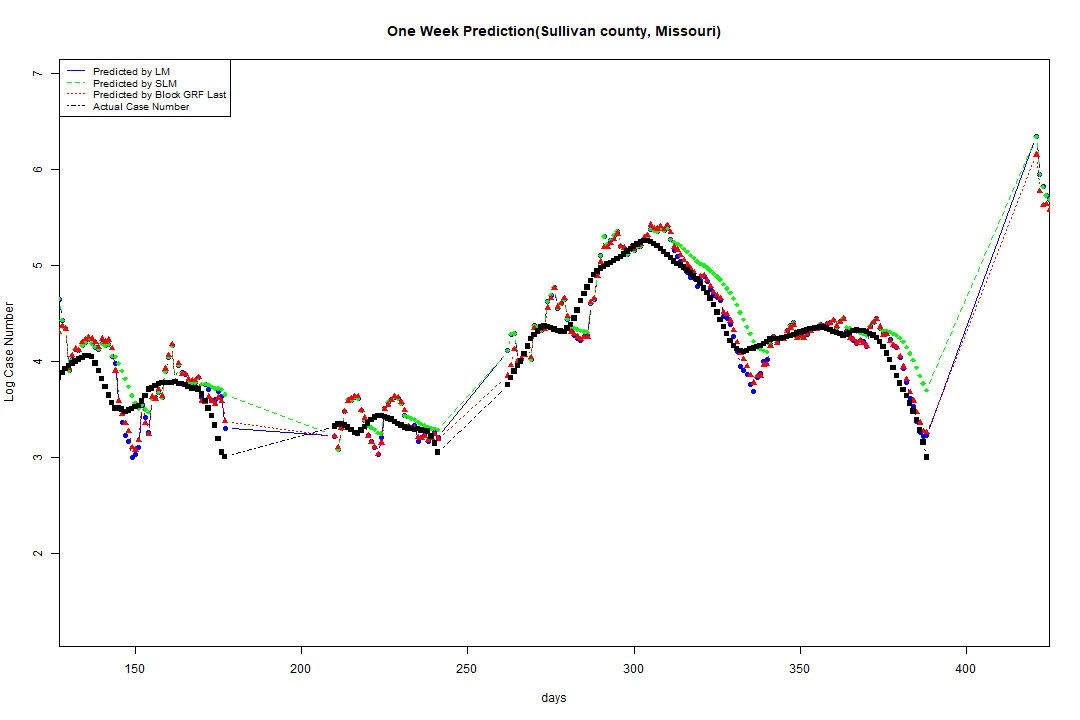 One Week Prediction(Sullivan county, Missouri)
Predicted by LM
Predicted by SLM
Predicted by Block GRF Last
Actual Case Number
7
6
5
4
3
2
Log Case Number
150 200 250 300 350 400
days